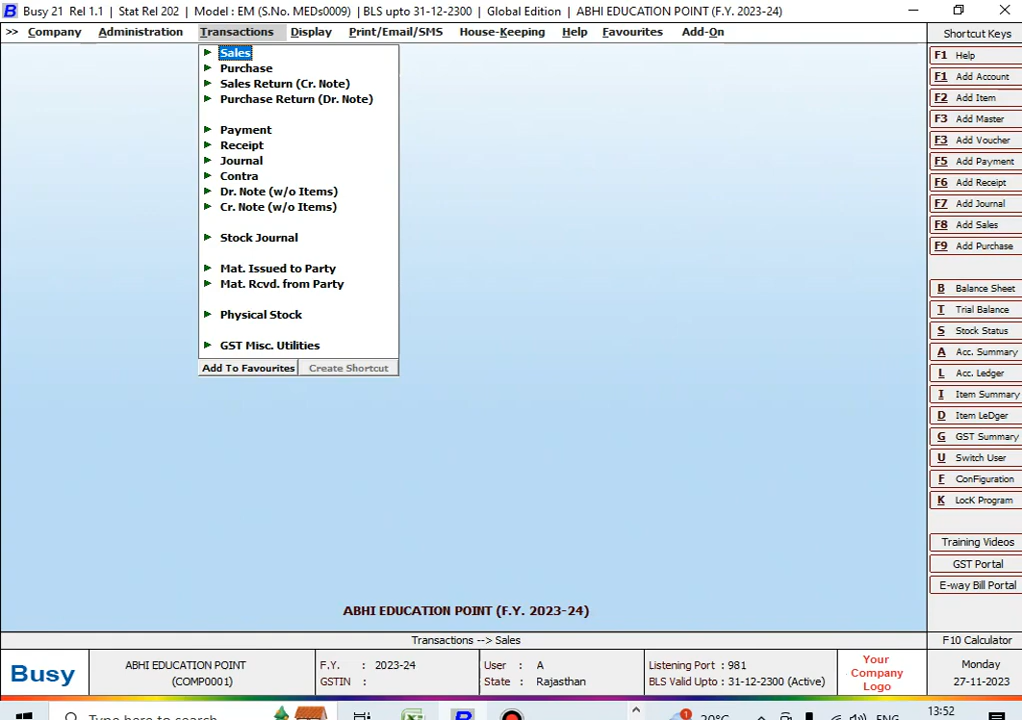 Busy 21 Rel 1.1 | Stat Rel 202 | Model : EM (S.No. MEDs0009) | BLS upto 31-12-2300 | Global Edition | ABHI EDUCATION POINT (F.Y. 2023-24)
>> Company Administration Transactions Display Print/Email/SMS House-Keeping Help Favourites Add-On
Sales
Purchase
Sales Return (Cr. Note)
Purchase Return (Dr. Note)
Payment
Receipt
Journal
Contra
Dr. Note (w/o Items)
Cr. Note (w/o Items)
Stock Journal
Mat. Issued to Party
Mat. Rcvd. from Party
Physical Stock
GST Misc. Utilities
Add To Favourites Create Shortcut
Shortcut Keys
F1 Help
F1 Add Account
F2 Add Item
F3 Add Master
F3 Add Voucher
F5 Add Payment
F6 Add Receipt
F7 Add Journal
F8 Add Sales
F9 Add Purchase
B Balance Sheet
T Trial Balance
S Stock Status
A Acc. Summary
L Acc. Ledger
I Item Summary
D Item LeDger
G GST Summary
U Switch User
F ConFiguration
K LocK Program
Training Videos
GST Portal
E-way Bill Portal
ABHI EDUCATION POINT (F.Y. 2023-24)
Transactions --> Sales
F10 Calculator
Busy
ABHI EDUCATION POINT
(COMP0001)
F.Y. : 2023-24
GSTIN :
User : A
State : Rajasthan
Listening Port : 981
BLS Valid Upto : 31-12-2300 (Active)
Your
Company
Logo
Monday
27-11-2023
Type here to search
20°C
ENG
13:52